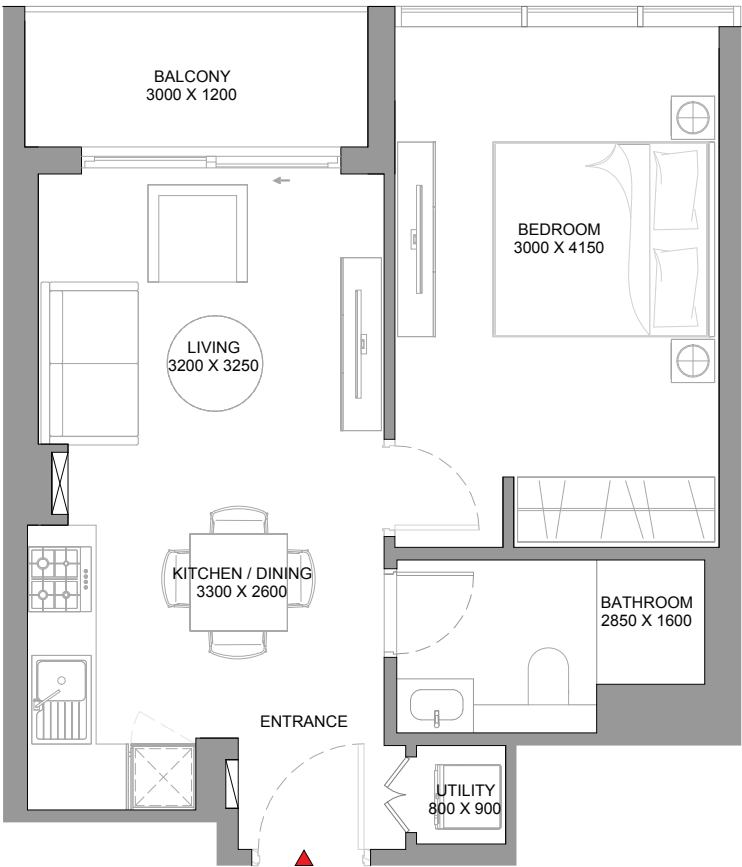 BALCONY
3000 X 1200
BEDROOM
3000 X 4150
LIVING
3200 X 3250
KITCHEN / DINING
3300 X 2600
BATHROOM
2850 X 1600
ENTRANCE
UTILITY
800 X 900